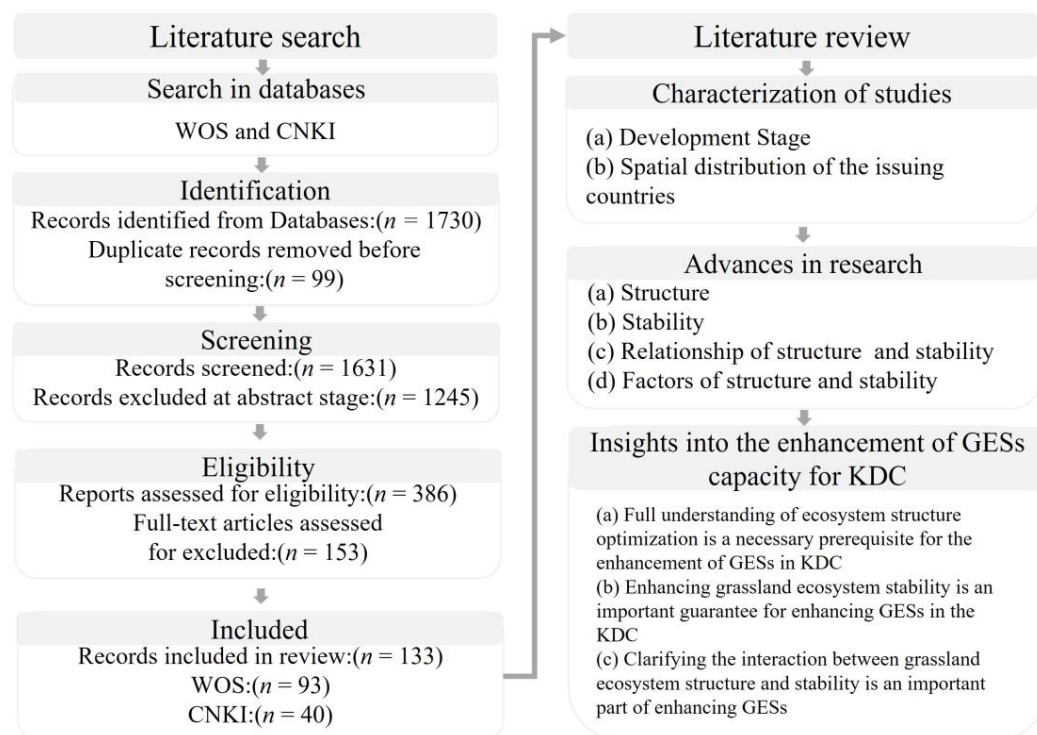 Literature search
Search in databases
WOS and CNKI
Identification
Records identified from Databases:(n = 1730)
Duplicate records removed before
screening:(n = 99)
Screening
Records screened:(n = 1631)
Records excluded at abstract stage:(n = 1245)
Eligibility
Reports assessed for eligibility:(n = 386)
Full-text articles assessed
for excluded:(n = 153)
Included
Records included in review:(n = 133)
WOS:(n = 93)
CNKI:(n = 40)
Literature review
Characterization of studies
(a) Development Stage
(b) Spatial distribution of the issuing
countries
Advances in research
(a) Structure
(b) Stability
(c) Relationship of structure and stability
(d) Factors of structure and stability
Insights into the enhancement of GESs
capacity for KDC
(a) Full understanding of ecosystem structure
optimization is a necessary prerequisite for the
enhancement of GESs in KDC
(b) Enhancing grassland ecosystem stability is an
important guarantee for enhancing GESs in the
KDC
(c) Clarifying the interaction between grassland
ecosystem structure and stability is an important
part of enhancing GESs